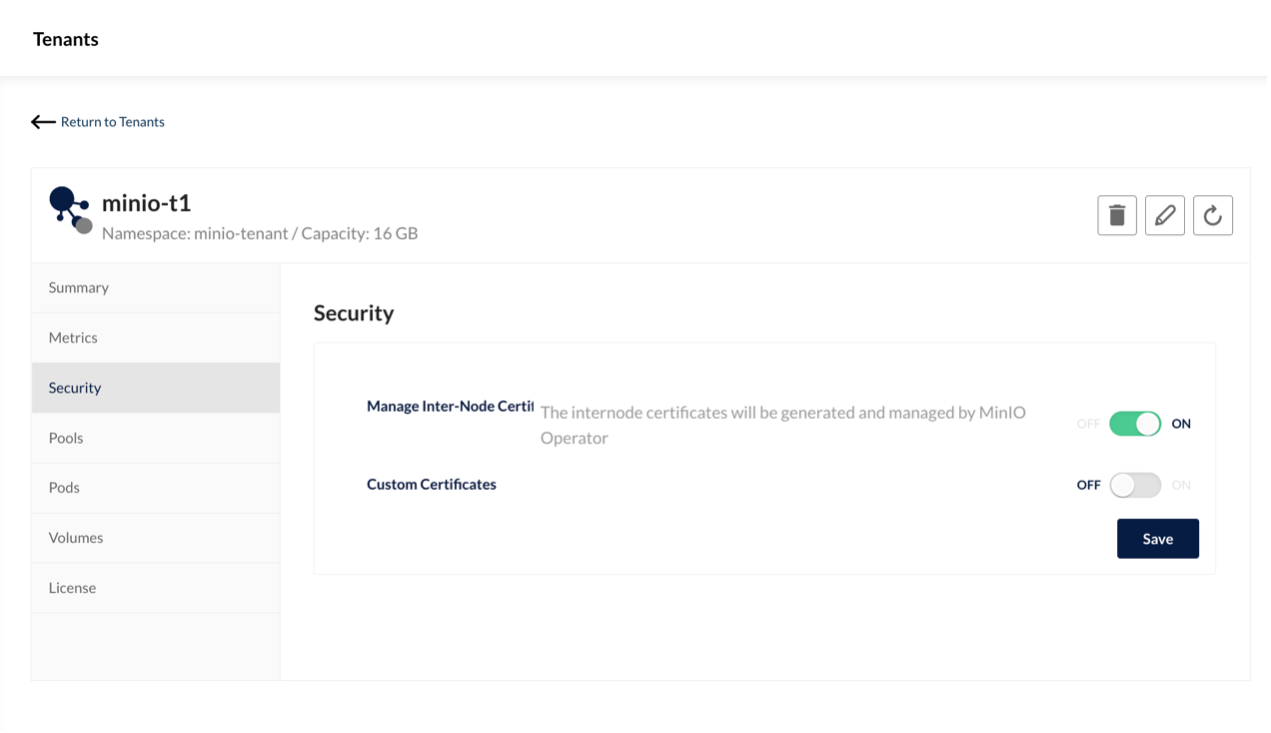 Tenants
Return to Tenants
minio-t1
Namespace: minio-tenant / Capacity: 16 GB
Summary
Metrics
Security
Pools
Pods
Volumes
License
Security
Manage Inter-Node Certi
The internode certificates will be generated and managed by MinIO
Operator
OFF ON
Custom Certificates
OFF ON
Save